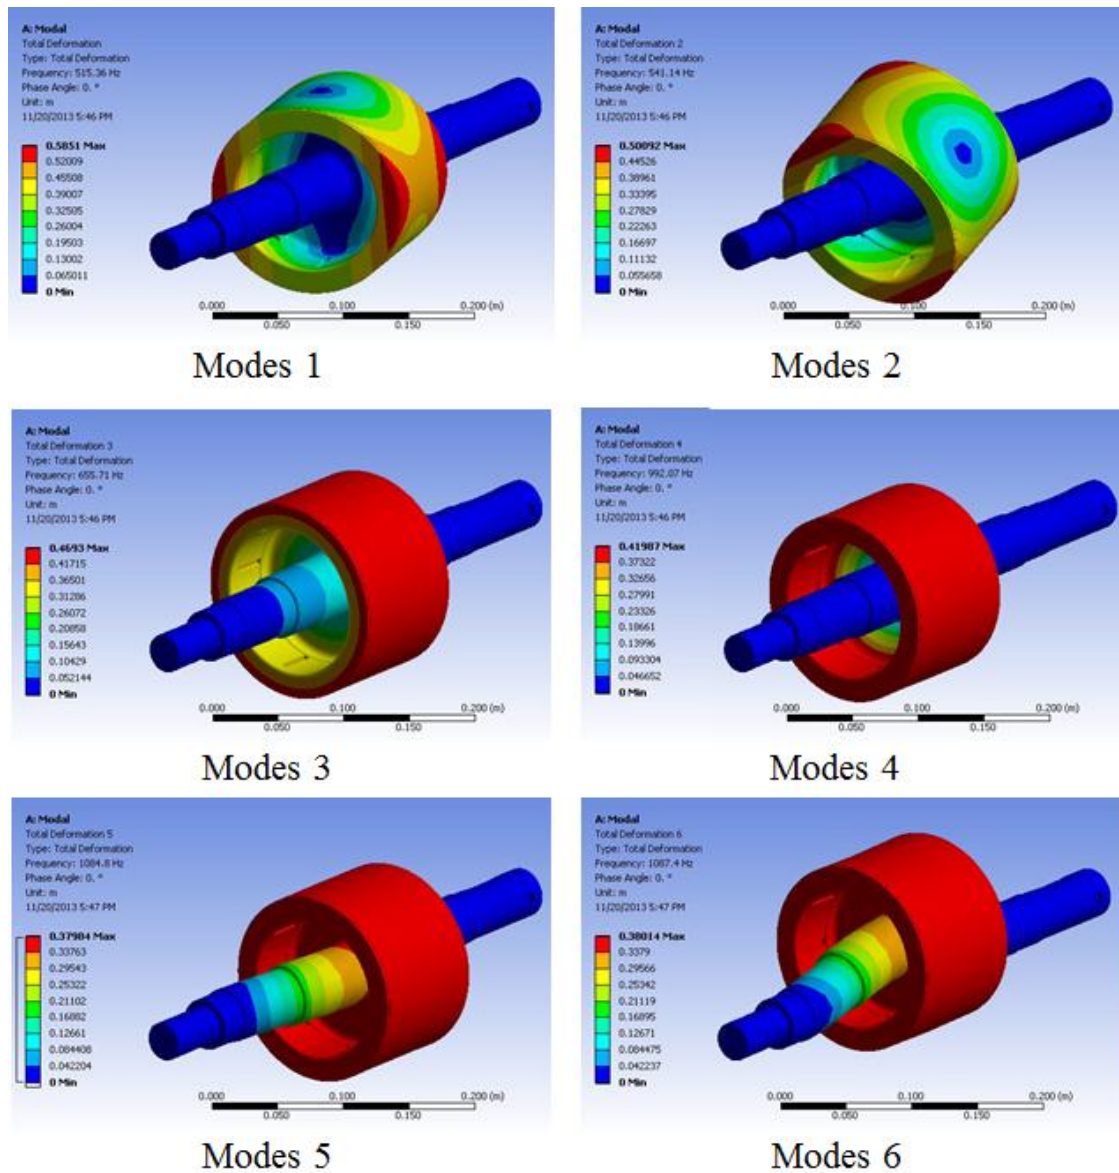 A: Modal
Total Deformation
Type: Total Deformation
Frequency: 515.36 Hz
Phase Angle: 0. °
Unit: m
11/20/2013 5:46 PM
0.5851 Max
0.52009
0.45508
0.39007
0.32505
0.26004
0.19503
0.13002
0.065011
0 Min
0.000 0.100 0.200 (m)
0.050 0.150
Modes 1
A: Modal
Total Deformation 2
Type: Total Deformation
Frequency: 541.14 Hz
Phase Angle: 0. °
Unit: m
11/20/2013 5:46 PM
0.50092 Max
0.44526
0.38961
0.33395
0.27829
0.22263
0.16697
0.11132
0.055658
0 Min
0.000 0.100 0.200 (m)
0.050 0.150
Modes 2
A: Modal
Total Deformation 3
Type: Total Deformation
Frequency: 655.71 Hz
Phase Angle: 0. °
Unit: m
11/20/2013 5:46 PM
0.4693 Max
0.41715
0.36501
0.31286
0.26072
0.20858
0.15643
0.10429
0.052144
0 Min
0.000 0.100 0.200 (m)
0.050 0.150
Modes 3
A: Modal
Total Deformation 4
Type: Total Deformation
Frequency: 992.07 Hz
Phase Angle: 0. °
Unit: m
11/20/2013 5:46 PM
0.41987 Max
0.37322
0.32656
0.27991
0.23326
0.18661
0.13996
0.093304
0.046652
0 Min
0.000 0.100 0.200 (m)
0.050 0.150
Modes 4
A: Modal
Total Deformation 5
Type: Total Deformation
Frequency: 1084.8 Hz
Phase Angle: 0. °
Unit: m
11/20/2013 5:47 PM
0.37984 Max
0.33763
0.29543
0.25322
0.21102
0.16882
0.12661
0.084408
0.042204
0 Min
0.000 0.100 0.200 (m)
0.050 0.150
Modes 5
A: Modal
Total Deformation 6
Type: Total Deformation
Frequency: 1087.4 Hz
Phase Angle: 0. °
Unit: m
11/20/2013 5:47 PM
0.38014 Max
0.3379
0.29566
0.25342
0.21119
0.16895
0.12671
0.084475
0.042237
0 Min
0.000 0.100 0.200 (m)
0.050 0.150
Modes 6